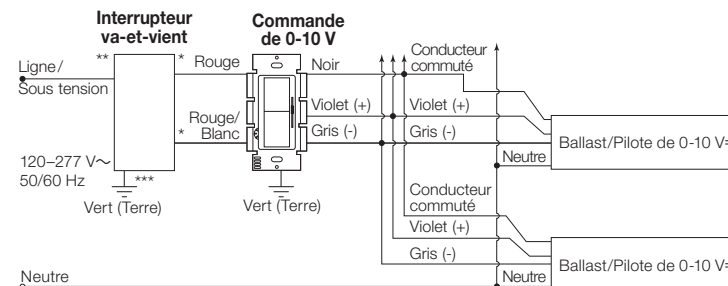 Interrupteur
va-et-vient
Commande
de 0-10 V
**
*
Rouge
Noir
Conducteur
commuté
Ligne/
Sous tension
Violet (+)
Violet (+)
Rouge/
Blanc
*
Gris (-)
Gris (-)
Ballast/Pilote de 0-10 V=
Neutre
120–277 V~
50/60 Hz
***
Vert (Terre)
Vert (Terre)
Conducteur
commuté
Violet (+)
Gris (-)
Ballast/Pilote de 0-10 V=
Neutre
Neutre